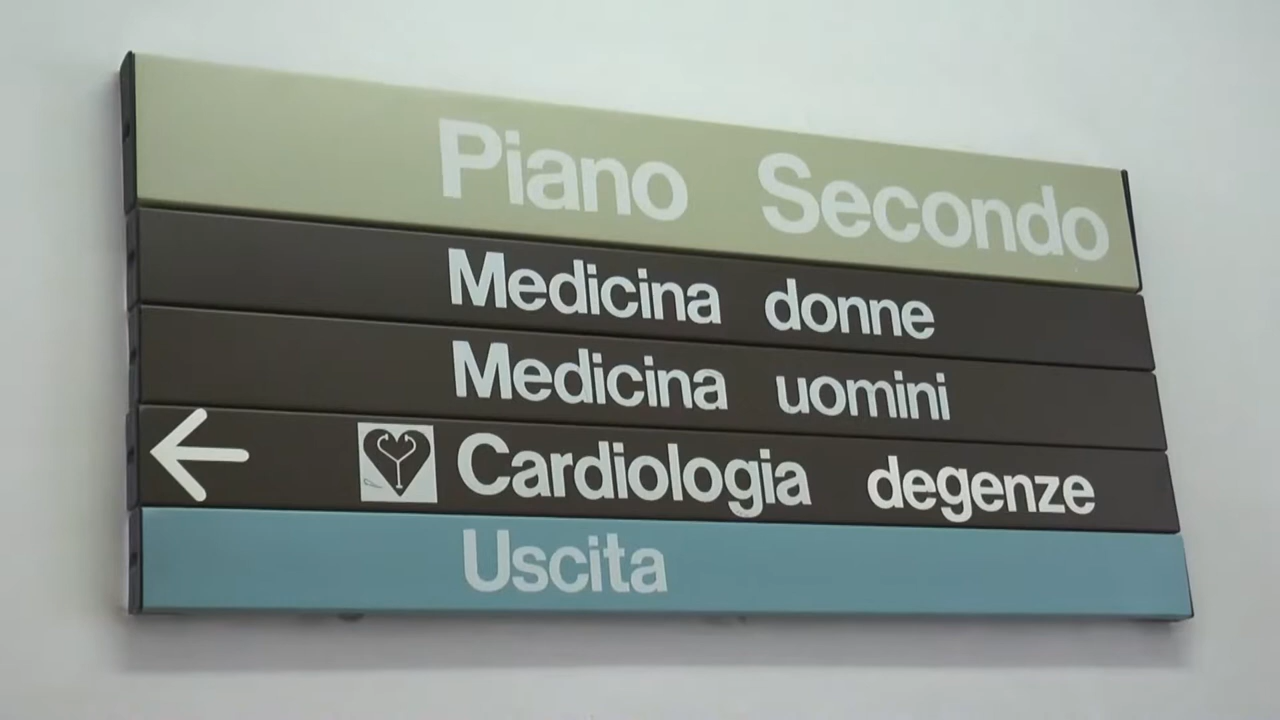 Piano Secondo
Medicina donne
Medicina uomini
Cardiologia degenze
Uscita